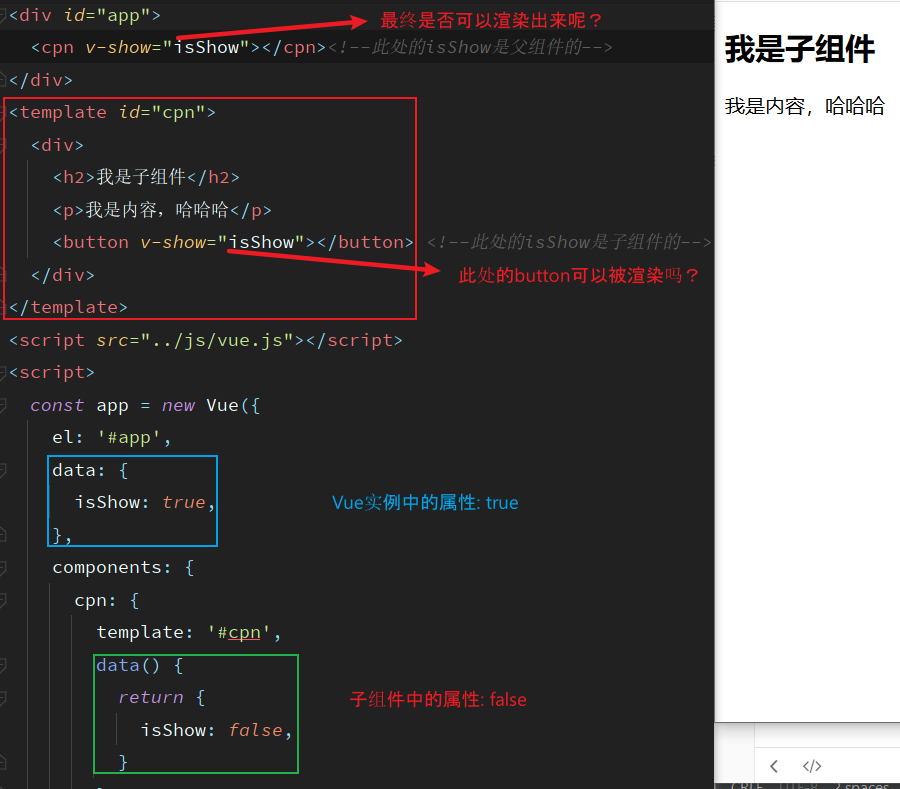 <div id="app">
最终是否可以渲染出来呢？
<cpn v-show="isShow"></cpn><!--此处的isShow是父组件的-->
</div>
<template id="cpn">
<div>
<h2>我是子组件</h2>
<p>我是内容，哈哈哈</p>
<button v-show="isShow"></button> <!--此处的isShow是子组件的-->
</div>
此处的button可以被渲染吗？
</template>
<script src="../js/vue.js"></script>
<script>
const app = new Vue({
el: '#app',
data: {
isShow: true,
Vue实例中的属性: true
},
components: {
cpn: {
template: '#cpn',
data() {
return {
子组件中的属性: false
isShow: false,
}
我是子组件
我是内容，哈哈哈
CRLF UTF-8 2 spaces